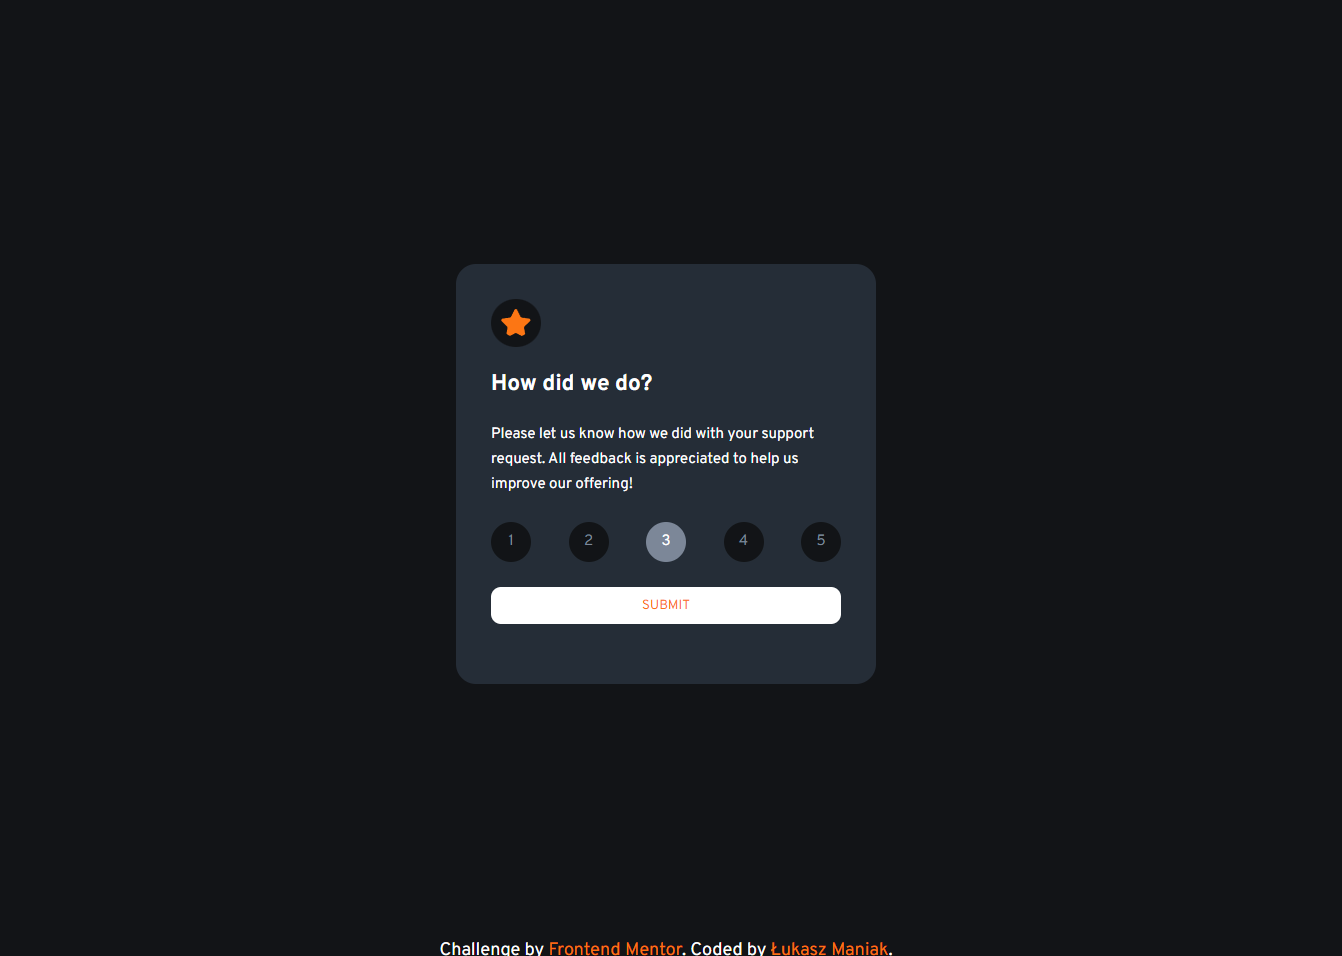 How did we do?
Please let us know how we did with your support
request. All feedback is appreciated to help us
improve our offering!
1 2 3 4 5
SUBMIT
Challenge by Frontend Mentor. Coded by Łukasz Maniak.